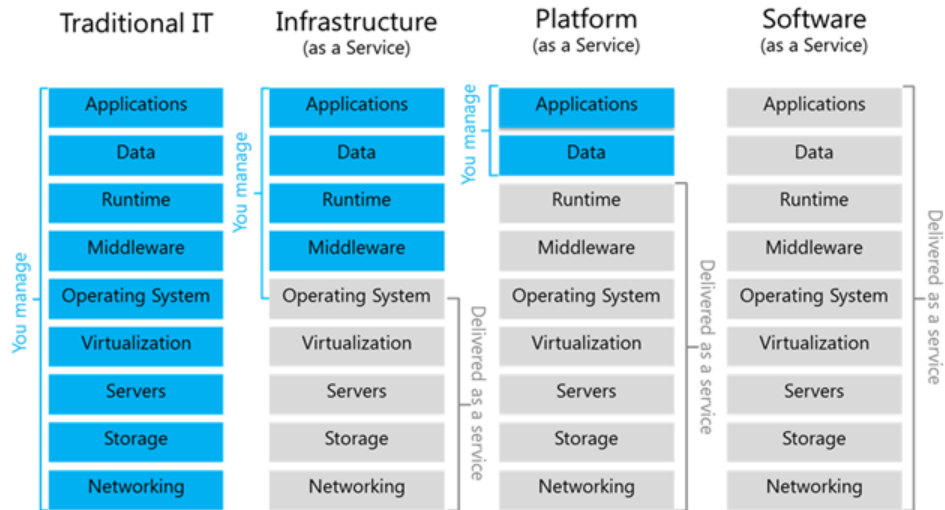 Traditional IT
Infrastructure
(as a Service)
Platform
(as a Service)
Software
(as a Service)
You manage
Applications
Data
Runtime
Middleware
Operating System
Virtualization
Servers
Storage
Networking
You manage
Applications
Data
Runtime
Middleware
Operating System
Virtualization
Servers
Storage
Networking
Delivered as a service
You manage
Applications
Data
Runtime
Middleware
Operating System
Virtualization
Servers
Storage
Networking
Delivered as a service
Applications
Data
Runtime
Middleware
Operating System
Virtualization
Servers
Storage
Networking
Delivered as a service